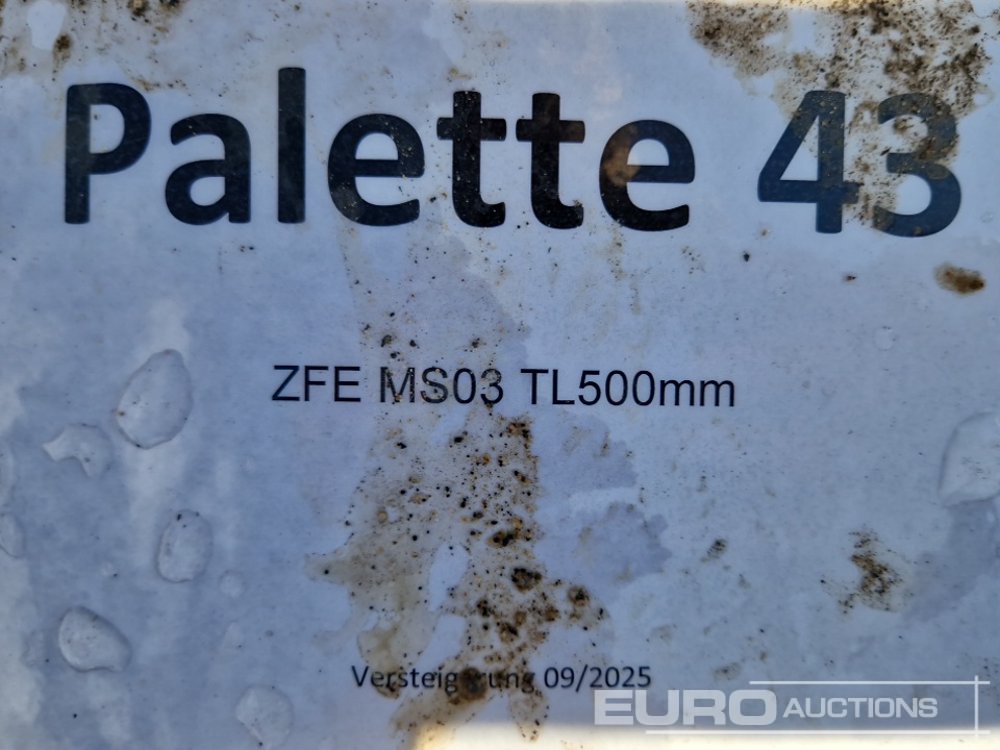 Palette 43
ZFE MS03 TL500mm
Versteigerung 09/2025
EURO AUCTIONS